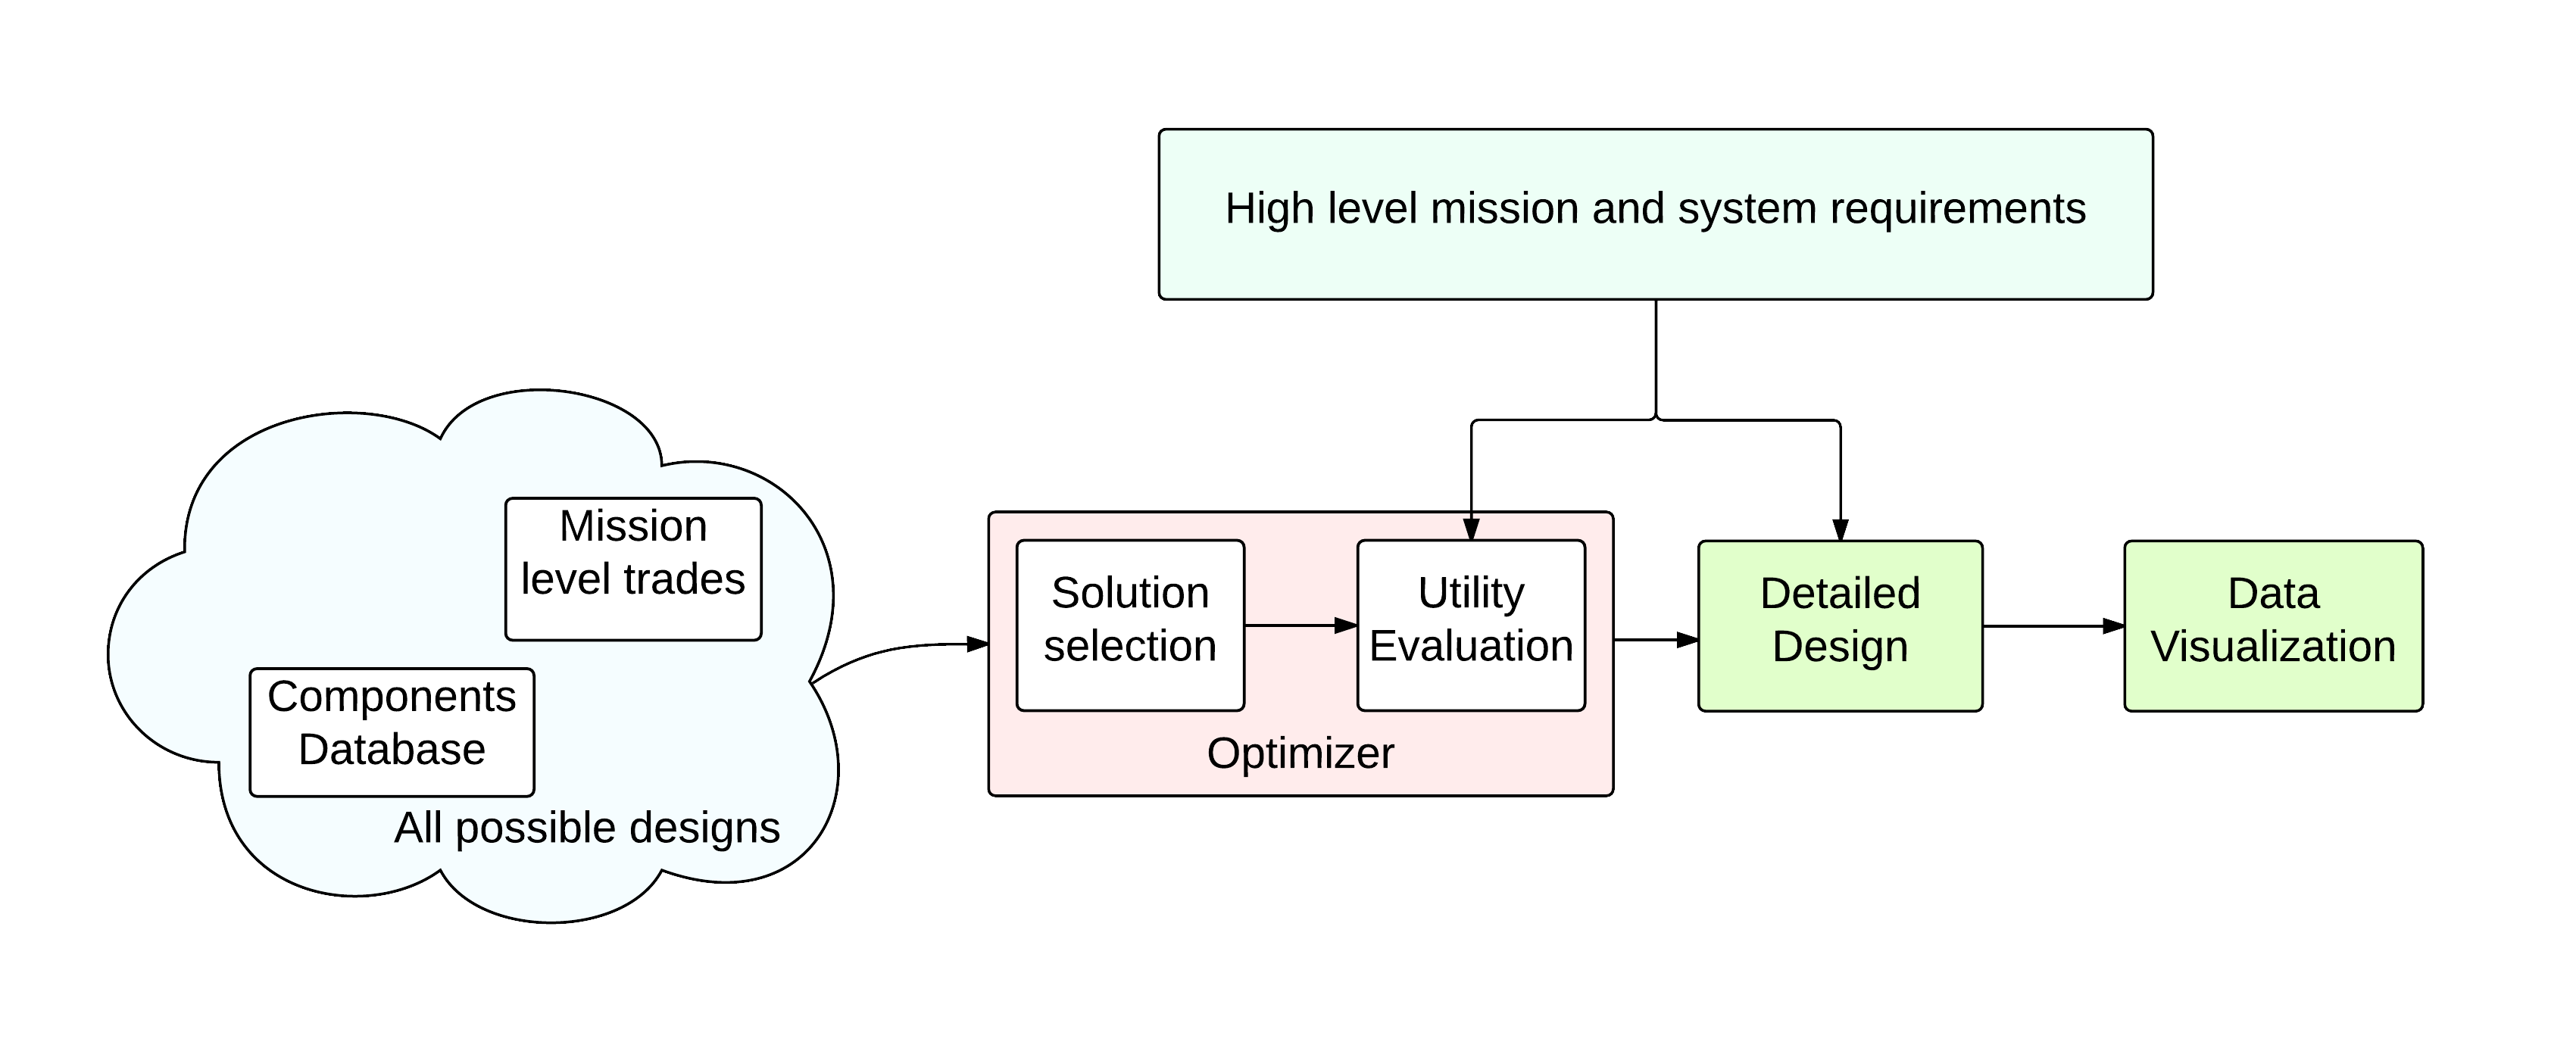 High level mission and system requirements
Mission
level trades
Components
Database
All possible designs
Solution
selection
Utility
Evaluation
Optimizer
Detailed
Design
Data
Visualization